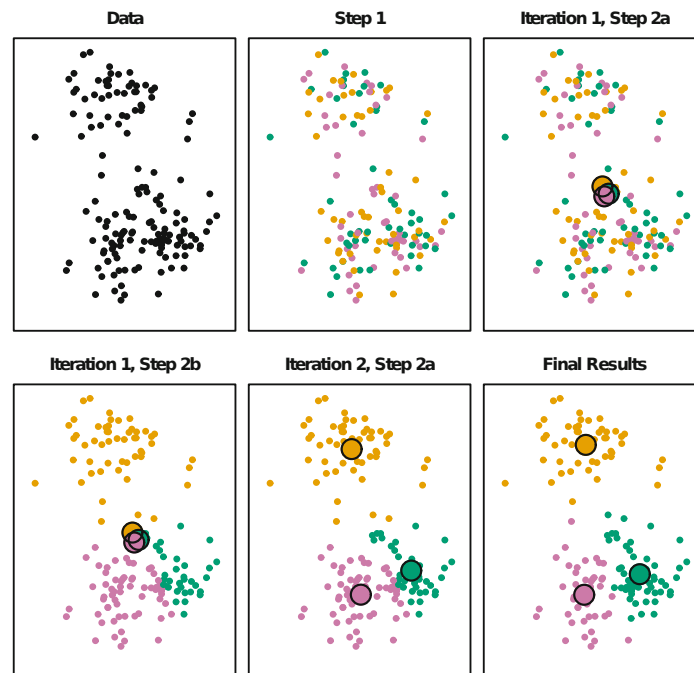 Data
Step 1
Iteration 1, Step 2a
Iteration 1, Step 2b
Iteration 2, Step 2a
Final Results